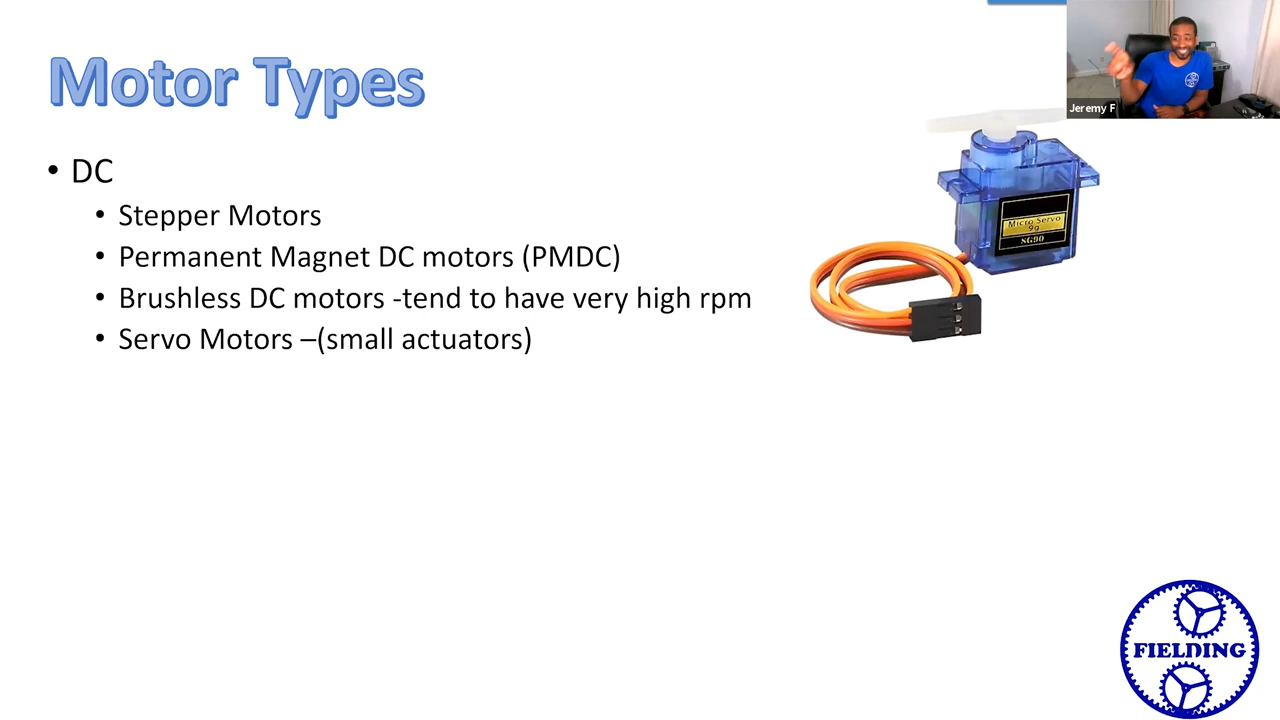 Motor Types
Jeremy F
• DC
• Stepper Motors
• Permanent Magnet DC motors (PMDC)
• Brushless DC motors -tend to have very high rpm
• Servo Motors –(small actuators)
Micro Servo
9g
SG90
FIELDING